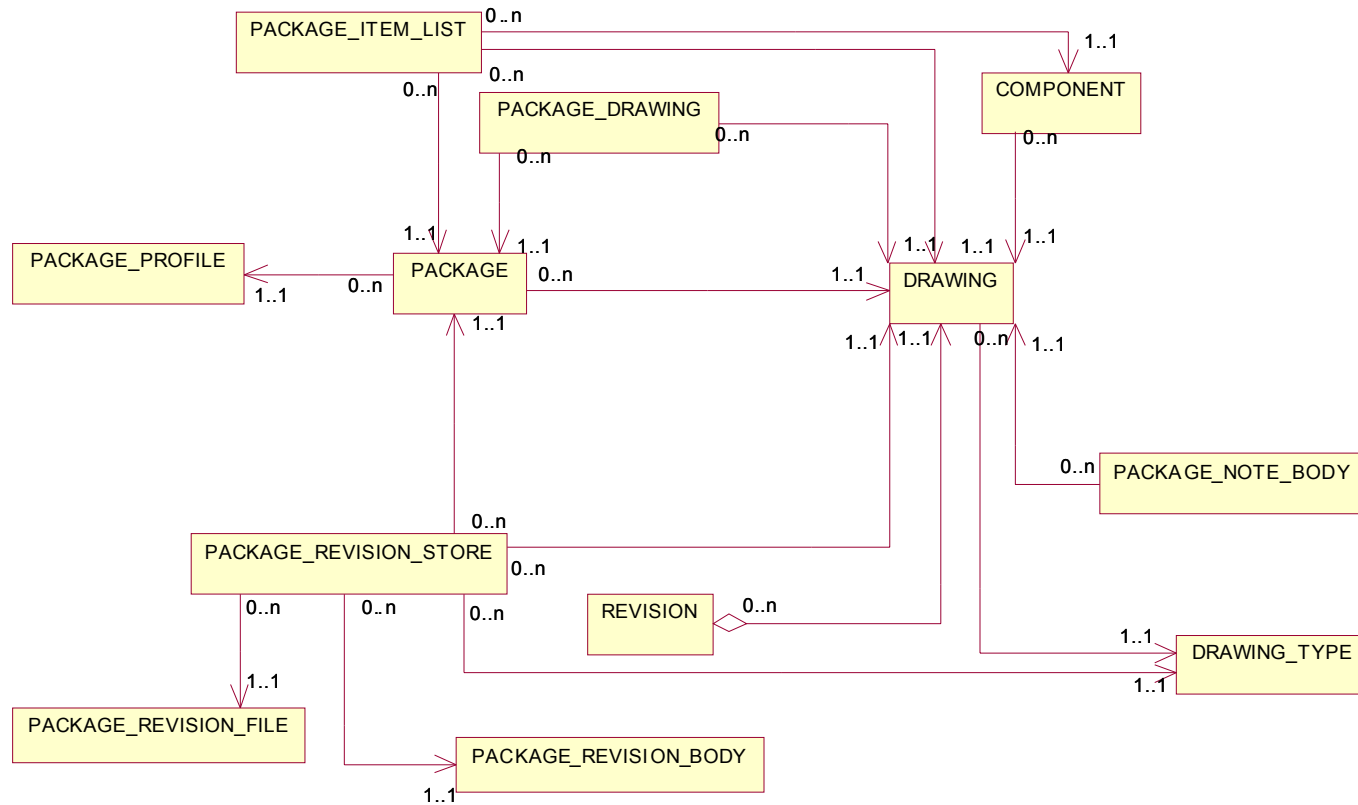 0..n
PACKAGE_ITEM_LIST
1..1
0..n
0..n
COMPONENT
PACKAGE_DRAWING
0..n
0..n
0..n
1..1
1..1
1..1
1..1
1..1
PACKAGE_PROFILE
PACKAGE
0..n
1..1
DRAWING
0..n
1..1
1..1
1..1
1..1
0..n
1..1
0..n
PACKAGE_NOTE_BODY
0..n
PACKAGE_REVISION_STORE
0..n
0..n
0..n
0..n
REVISION
0..n
1..1
DRAWING_TYPE
1..1
1..1
PACKAGE_REVISION_FILE
PACKAGE_REVISION_BODY
1..1